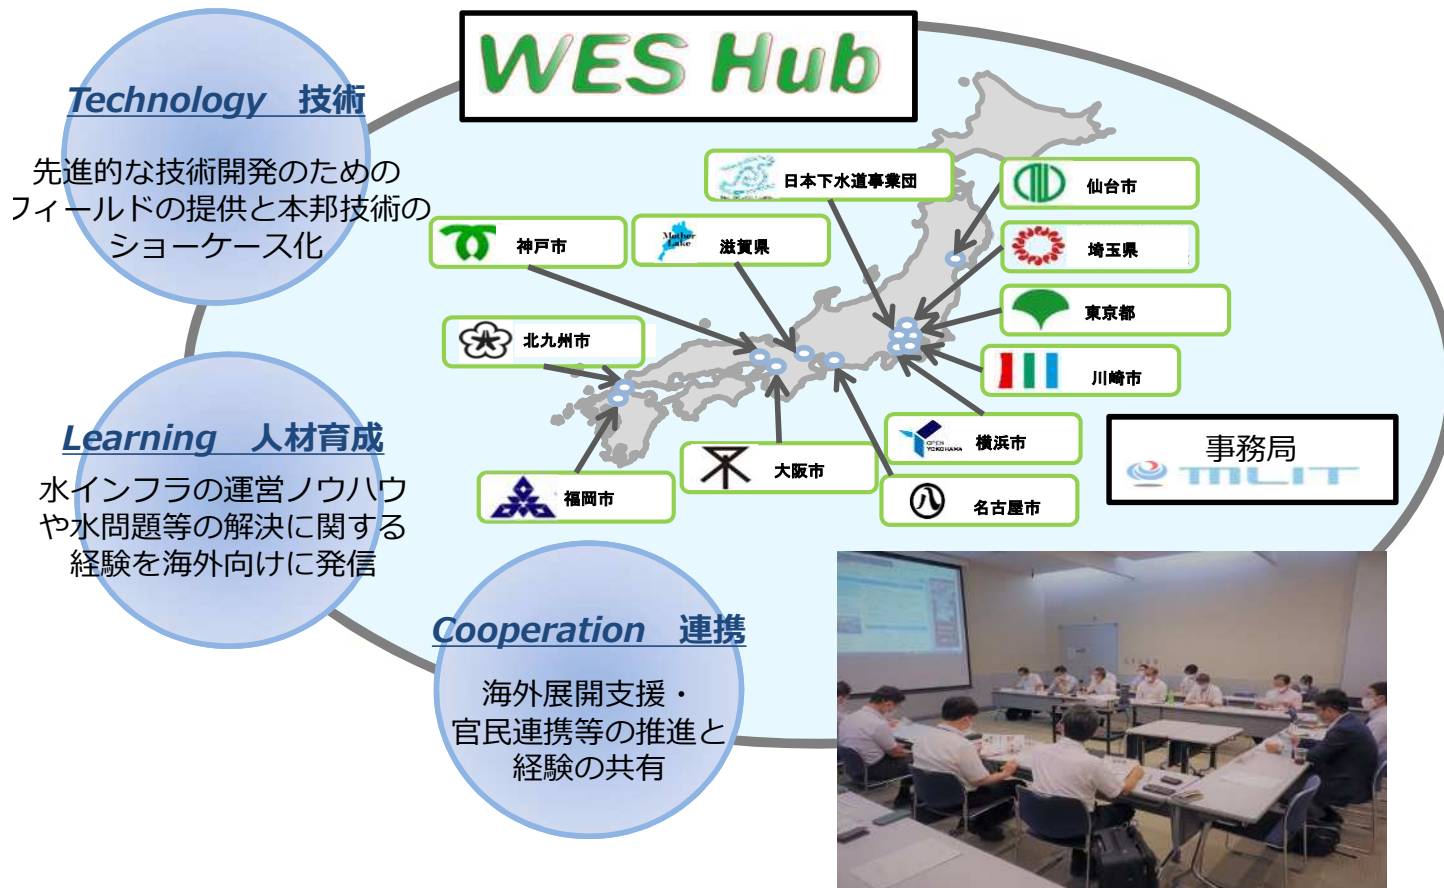 WES Hub
Technology 技術
先進的な技術開発のための
フィールドの提供と本邦技術の
ショーケース化
日本下水道事業団
仙台市
神戸市
Mother
Lake
滋賀県
埼玉県
東京都
北九州市
川崎市
Learning 人材育成
水インフラの運営ノウハウ
や水問題等の解決に関する
経験を海外向けに発信
福岡市
大阪市
OPEN
YOKOHAMA
横浜市
八
名古屋市
事務局
MLIT
Cooperation 連携
海外展開支援・
官民連携等の推進と
経験の共有